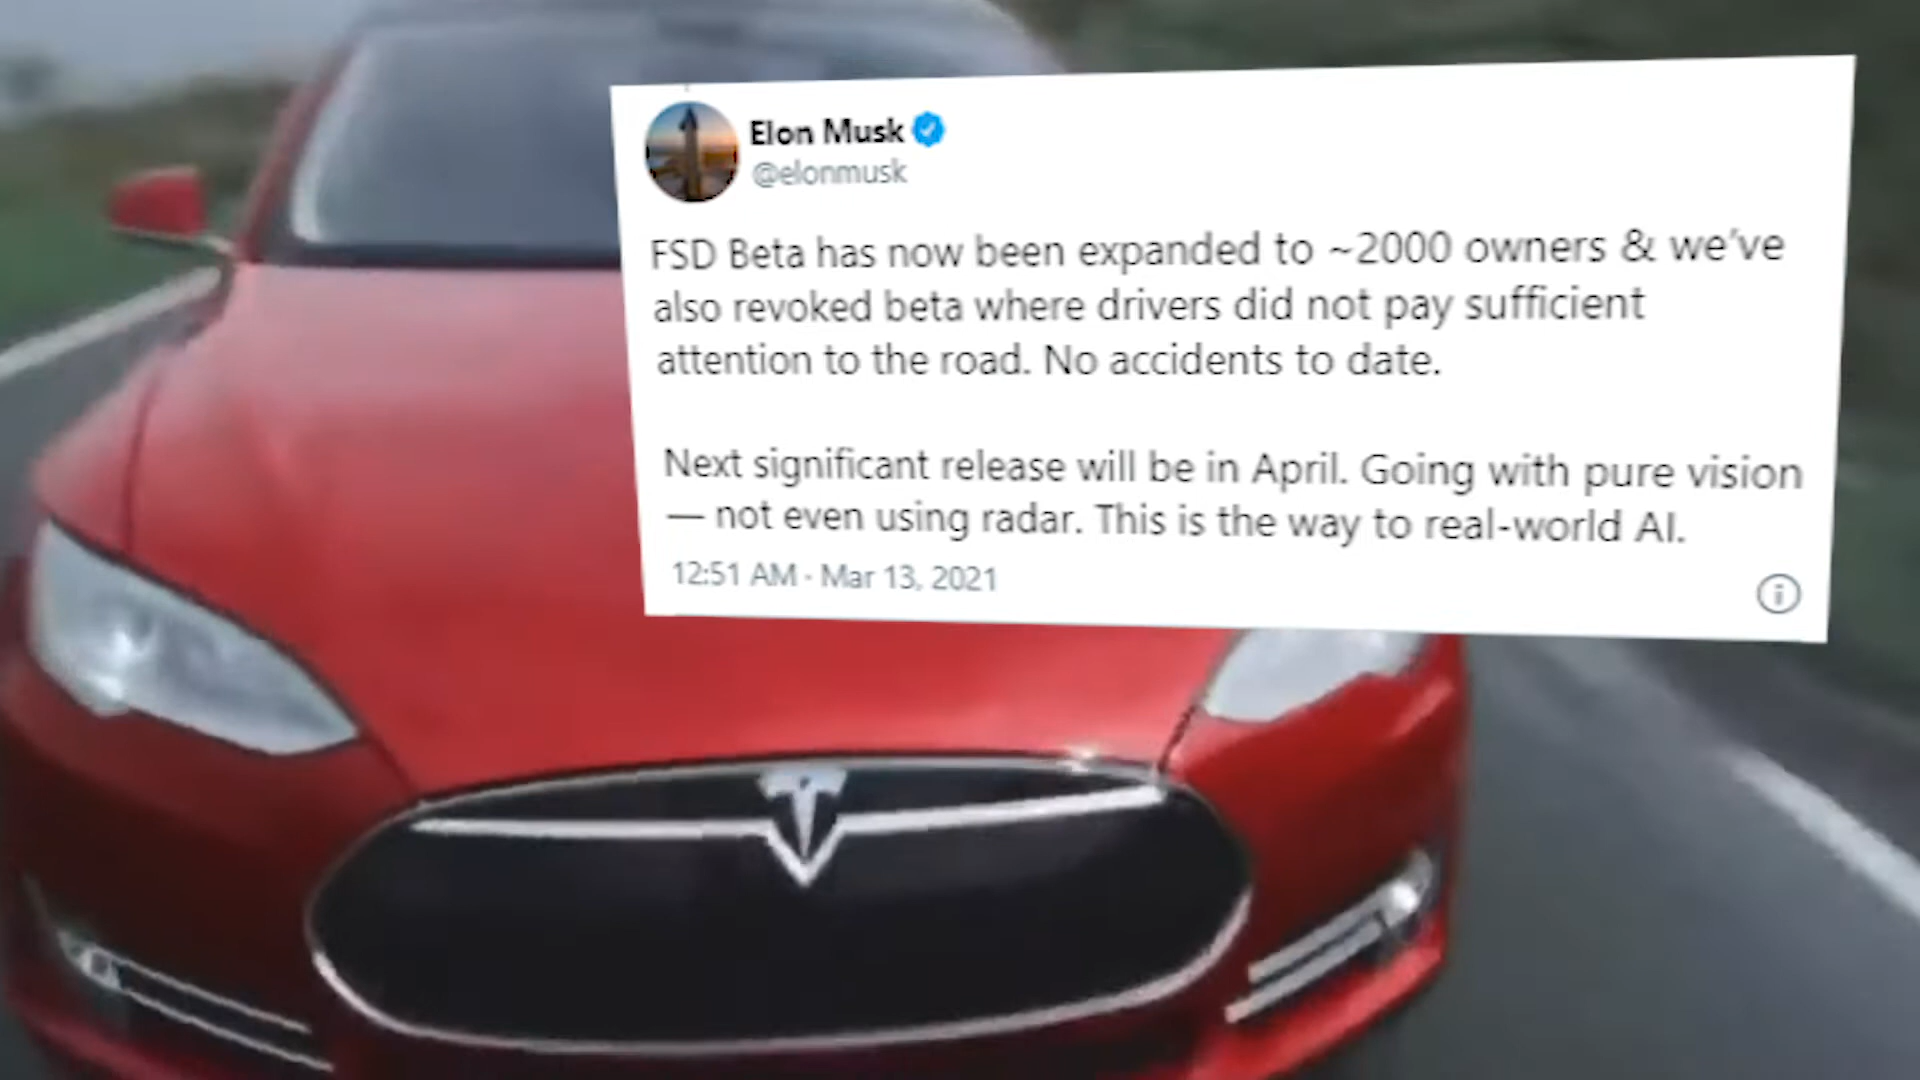 Elon Musk
@elonmusk
FSD Beta has now been expanded to ~2000 owners & we've
also revoked beta where drivers did not pay sufficient
attention to the road. No accidents to date.
Next significant release will be in April. Going with pure vision
— not even using radar. This is the way to real-world AI.
12:51 AM · Mar 13, 2021